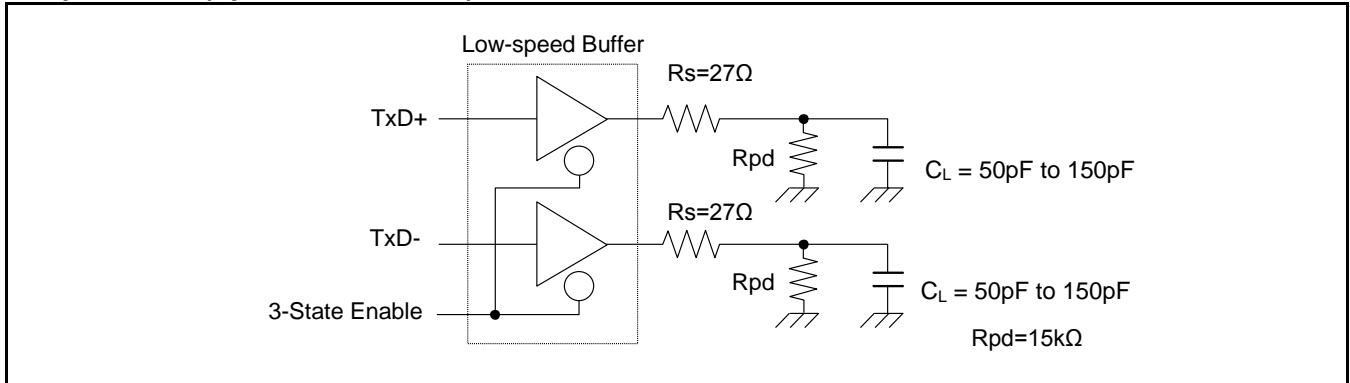 Low-speed Buffer
Rs=27Ω
TxD+
Rpd
CL = 50pF to 150pF
Rs=27Ω
TxD-
Rpd
CL = 50pF to 150pF
3-State Enable
Rpd=15kΩ